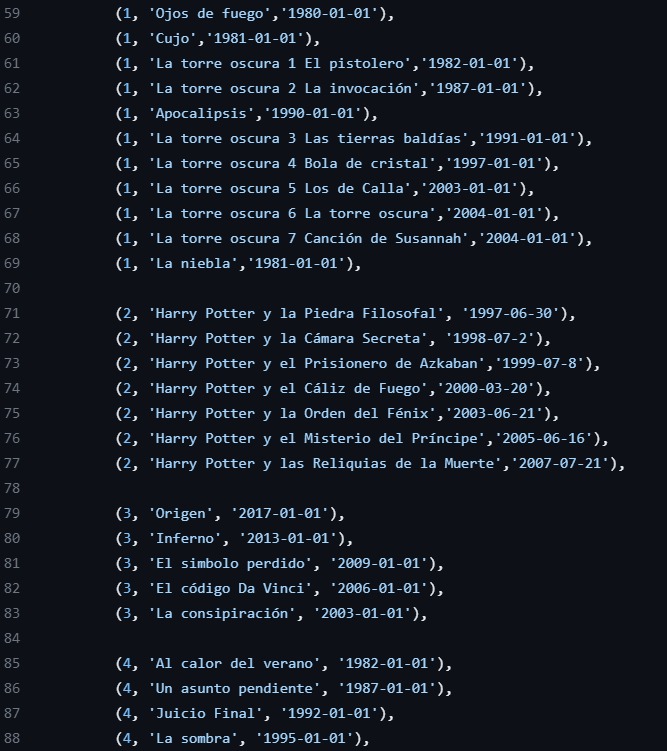 59 (1, 'Ojos de fuego','1980-01-01'),
60 (1, 'Cujo','1981-01-01'),
61 (1, 'La torre oscura 1 El pistolero','1982-01-01'),
62 (1, 'La torre oscura 2 La invocación','1987-01-01'),
63 (1, 'Apocalipsis','1990-01-01'),
64 (1, 'La torre oscura 3 Las tierras baldías','1991-01-01'),
65 (1, 'La torre oscura 4 Bola de cristal','1997-01-01'),
66 (1, 'La torre oscura 5 Los de Calla','2003-01-01'),
67 (1, 'La torre oscura 6 La torre oscura','2004-01-01'),
68 (1, 'La torre oscura 7 Canción de Susannah','2004-01-01'),
69 (1, 'La niebla','1981-01-01'),
70
71 (2, 'Harry Potter y la Piedra Filosofal', '1997-06-30'),
72 (2, 'Harry Potter y la Cámara Secreta', '1998-07-2'),
73 (2, 'Harry Potter y el Prisionero de Azkaban','1999-07-8'),
74 (2, 'Harry Potter y el Cáliz de Fuego','2000-03-20'),
75 (2, 'Harry Potter y la Orden del Fénix','2003-06-21'),
76 (2, 'Harry Potter y el Misterio del Príncipe','2005-06-16'),
77 (2, 'Harry Potter y las Reliquias de la Muerte','2007-07-21'),
78
79 (3, 'Origen', '2017-01-01'),
80 (3, 'Inferno', '2013-01-01'),
81 (3, 'El simbolo perdido', '2009-01-01'),
82 (3, 'El código Da Vinci', '2006-01-01'),
83 (3, 'La consipiración', '2003-01-01'),
84
85 (4, 'Al calor del verano', '1982-01-01'),
86 (4, 'Un asunto pendiente', '1987-01-01'),
87 (4, 'Juicio Final', '1992-01-01'),
88 (4, 'La sombra', '1995-01-01'),